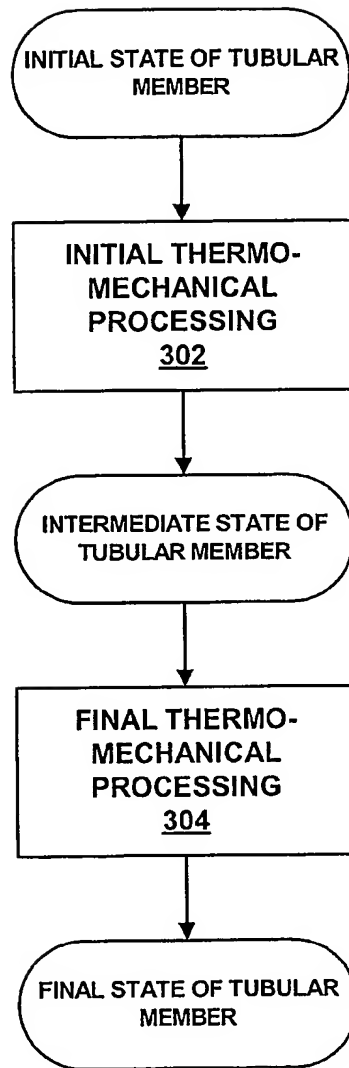 INITIAL STATE OF TUBULAR
MEMBER
INITIAL THERMO-
MECHANICAL
PROCESSING
302
INTERMEDIATE STATE OF
TUBULAR MEMBER
FINAL THERMO-
MECHANICAL
PROCESSING
304
FINAL STATE OF TUBULAR
MEMBER